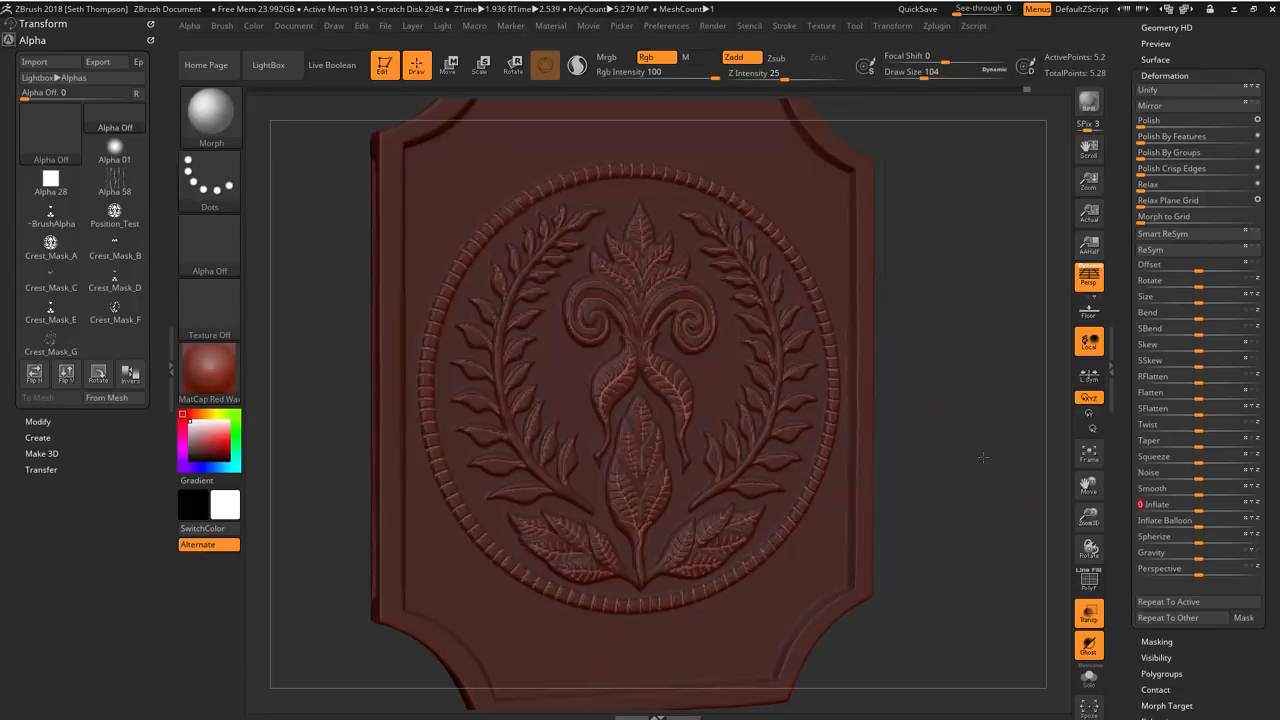 ZBrush 2018 [Seth Thompson] ZBrush Document • Free Mem 23.992GB • Active Mem 1913 • Scratch Disk 2948 • ZTime▶1.936 RTime▶2.539 • PolyCount▶5.279 MP • MeshCount▶1 QuickSave See-through 0 Menus DefaultZScript
Transform
Alpha
Alpha Brush Color Document Draw Edit File Layer Light Macro Marker Material Movie Picker Preferences Render Stencil Stroke Texture Tool Transform Zplugin Zscript
Import Export Ep
Lightbox▶Alphas
Alpha Off. 0 R
Alpha Off
Alpha Off
Alpha 01
Alpha 28
Alpha 58
~BrushAlpha
Position_Test
Crest_Mask_A
Crest_Mask_B
Crest_Mask_C
Crest_Mask_D
Crest_Mask_E
Crest_Mask_F
Crest_Mask_G
Flip H Flip V Rotate Invers
To Mesh From Mesh
Modify
Create
Make 3D
Transfer
Home Page LightBox Live Boolean
Edit Draw Move Scale Rotate
Mrgb Rgb M
Rgb Intensity 100
Zadd Zsub Zcut
Z Intensity 25
Focal Shift 0
Draw Size 104 Dynamic
S D
ActivePoints: 5.2
TotalPoints: 5.28
Morph
Dots
Alpha Off
Texture Off
MatCap Red Wa
Gradient
SwitchColor
Alternate
BPR
SPix 3
Scroll
Zoom
Actual
AAHalf
Dynamic
Persp
Floor
Local
L.Sym
XYZ
Frame
Move
Zoom3D
Rotate
Line Fill
PolyF
Transp
Ghost
Solo
Xpose
Geometry HD
Preview
Surface
Deformation
Unify
Mirror
Polish
Polish By Features
Polish By Groups
Polish Crisp Edges
Relax
Relax Plane Grid
Morph to Grid
Smart ReSym
ReSym
Offset
Rotate
Size
Bend
SBend
Skew
SSkew
RFlatten
Flatten
SFlatten
Twist
Taper
Squeeze
Noise
Smooth
0 Inflate
Inflate Balloon
Spherize
Gravity
Perspective
Repeat To Active
Repeat To Other Mask
Masking
Visibility
Polygroups
Contact
Morph Target